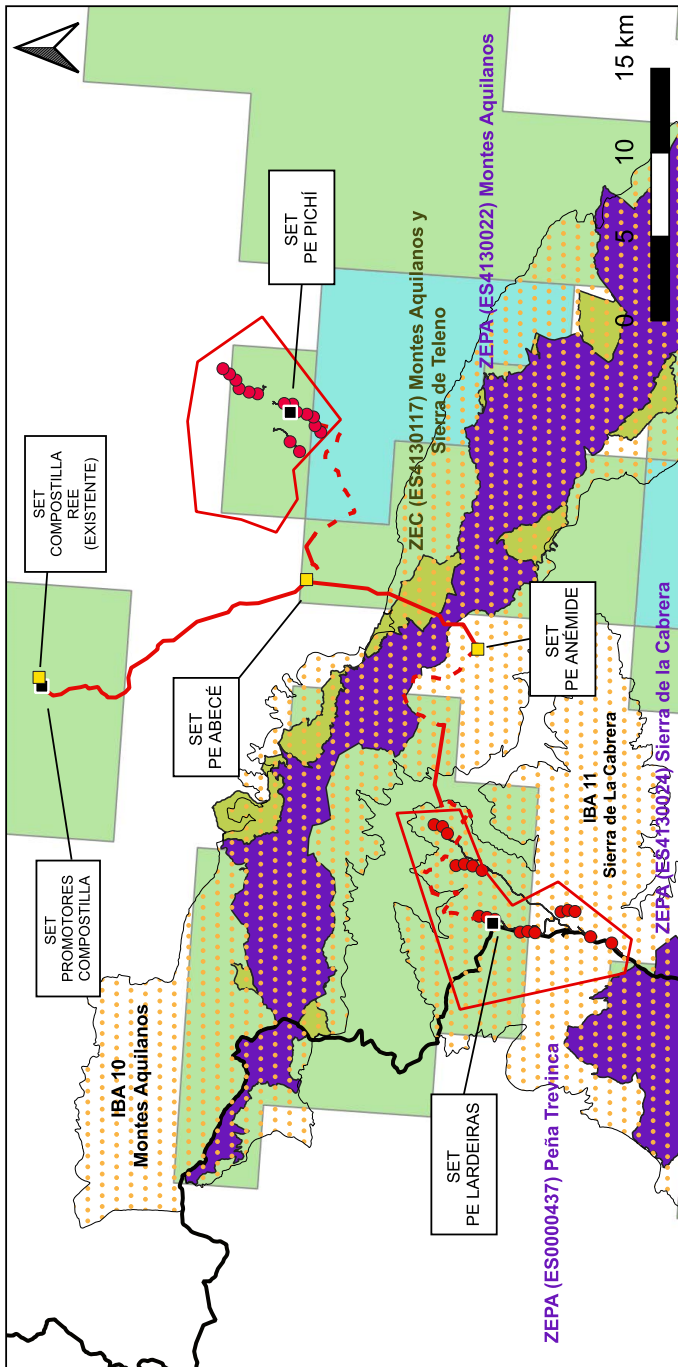 SET
PROMOTORES
COMPOSTILLA
SET
COMPOSTILLA
REE
(EXISTENTE)
IBA 10
Montes Aquilanos
SET
PE ABECÉ
SET
PE PICHÍ
ZEC (ES4130117) Montes Aquilanos y
Sierra de Teleno
ZEPA (ES4130022) Montes Aquilanos
SET
PE LARDEIRAS
SET
PE ANÉMIDE
ZEPA (ES0000437) Peña Trevinca
IBA 11
Sierra de La Cabrera
ZEPA (ES4130024) Sierra de la Cabrera
0 5 10 15 km